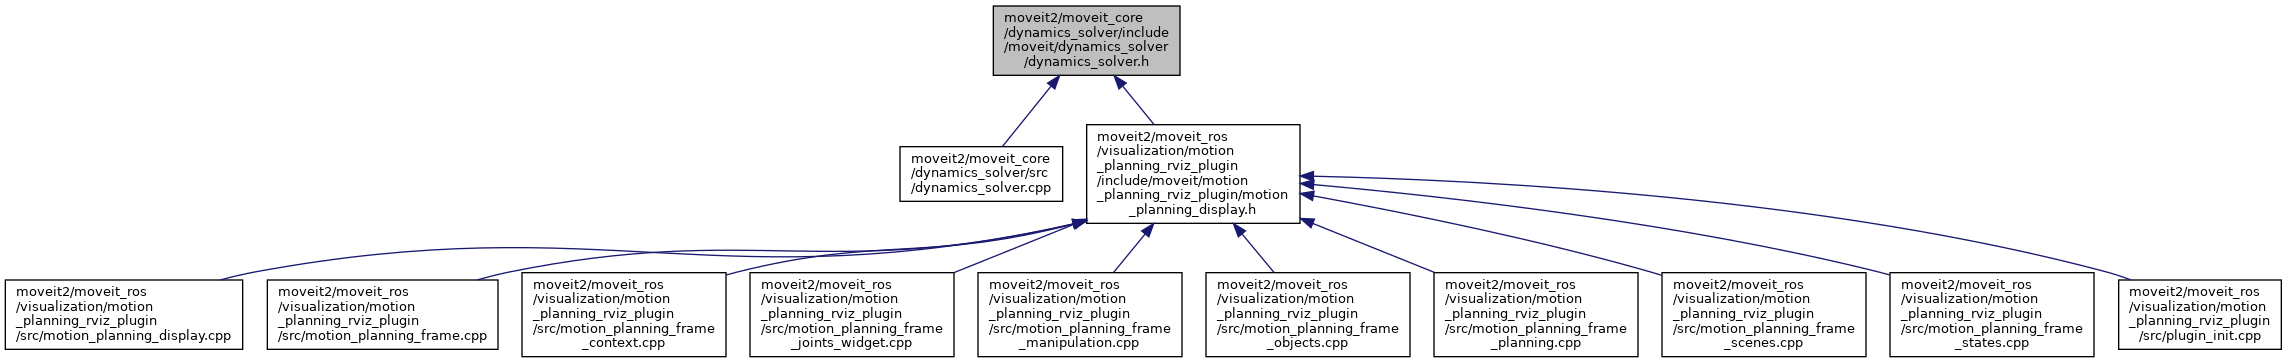 moveit2/moveit_core
/dynamics_solver/include
/moveit/dynamics_solver
/dynamics_solver.h
moveit2/moveit_core
/dynamics_solver/src
/dynamics_solver.cpp
moveit2/moveit_ros
/visualization/motion
_planning_rviz_plugin
/include/moveit/motion
_planning_rviz_plugin/motion
_planning_display.h
moveit2/moveit_ros
/visualization/motion
_planning_rviz_plugin
/src/motion_planning_display.cpp
moveit2/moveit_ros
/visualization/motion
_planning_rviz_plugin
/src/motion_planning_frame.cpp
moveit2/moveit_ros
/visualization/motion
_planning_rviz_plugin
/src/motion_planning_frame
_context.cpp
moveit2/moveit_ros
/visualization/motion
_planning_rviz_plugin
/src/motion_planning_frame
_joints_widget.cpp
moveit2/moveit_ros
/visualization/motion
_planning_rviz_plugin
/src/motion_planning_frame
_manipulation.cpp
moveit2/moveit_ros
/visualization/motion
_planning_rviz_plugin
/src/motion_planning_frame
_objects.cpp
moveit2/moveit_ros
/visualization/motion
_planning_rviz_plugin
/src/motion_planning_frame
_planning.cpp
moveit2/moveit_ros
/visualization/motion
_planning_rviz_plugin
/src/motion_planning_frame
_scenes.cpp
moveit2/moveit_ros
/visualization/motion
_planning_rviz_plugin
/src/motion_planning_frame
_states.cpp
moveit2/moveit_ros
/visualization/motion
_planning_rviz_plugin
/src/plugin_init.cpp